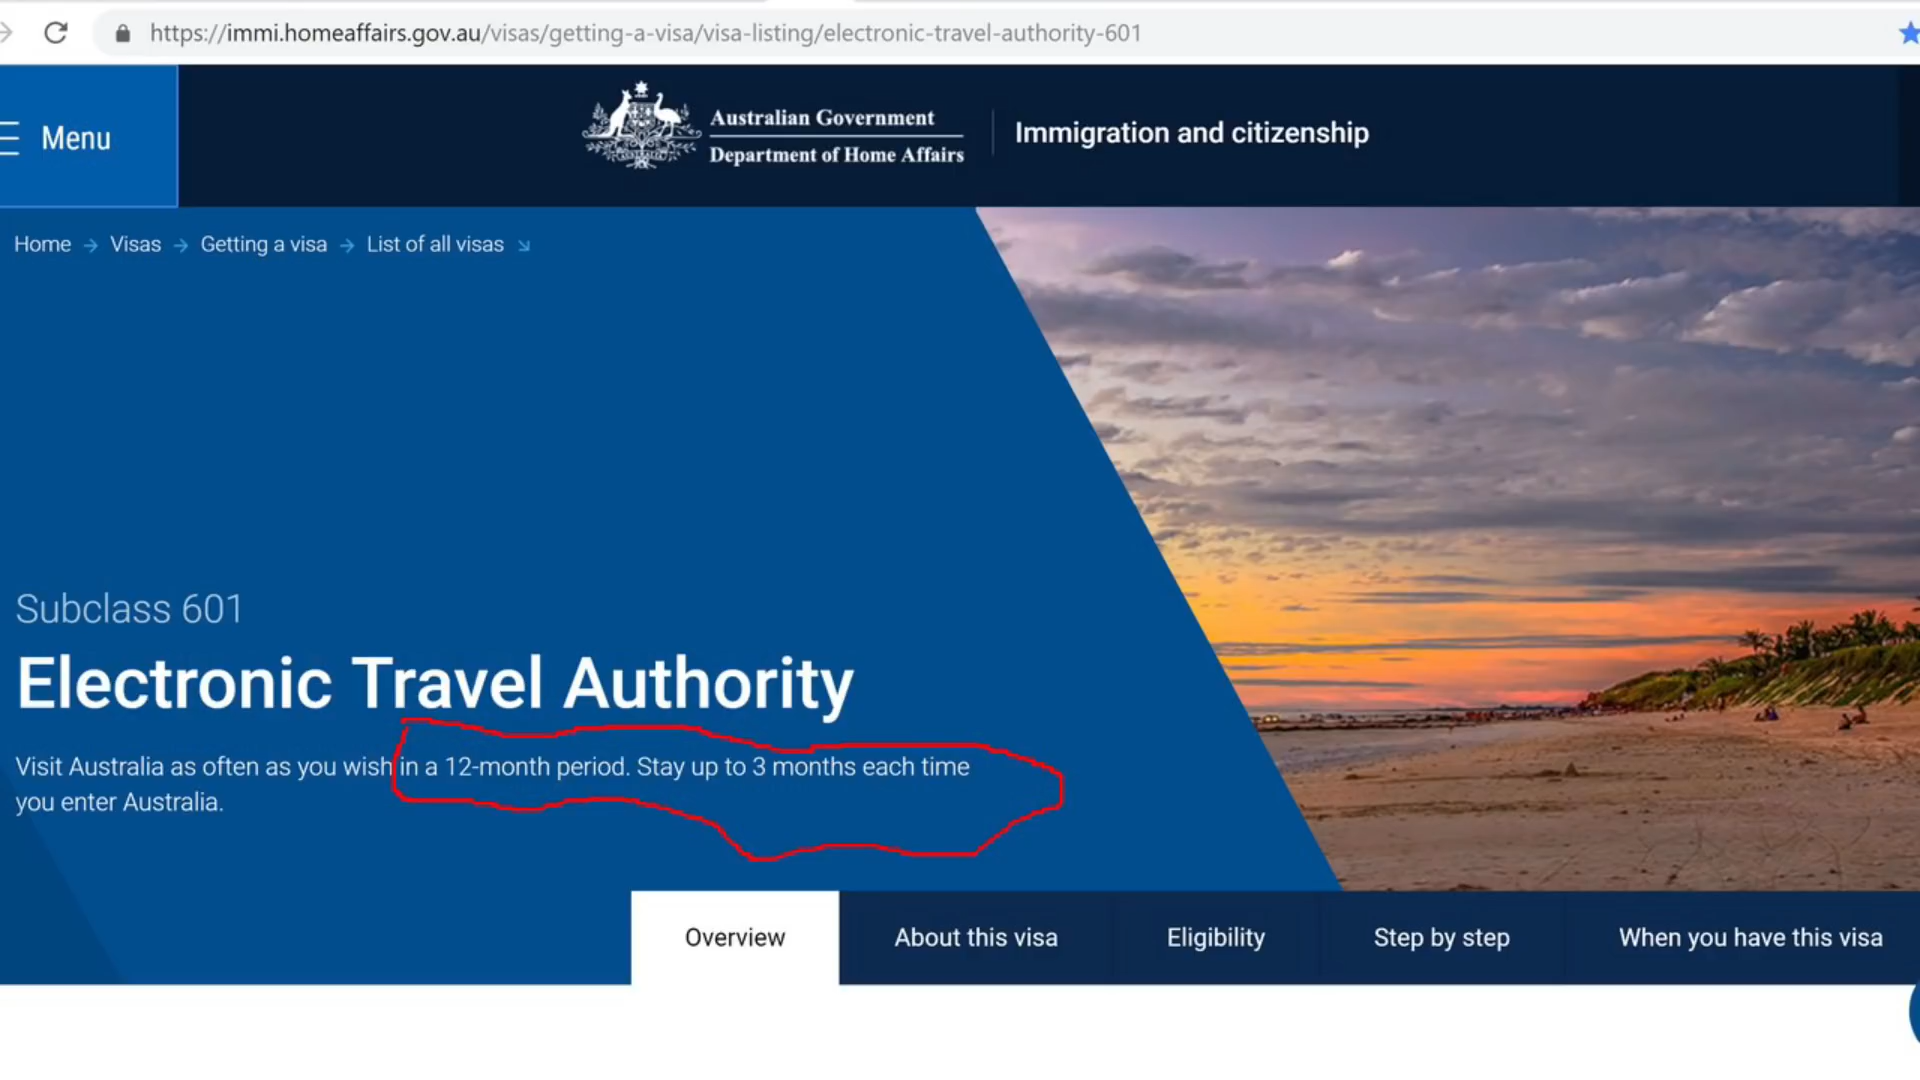 https://immi.homeaffairs.gov.au/visas/getting-a-visa/visa-listing/electronic-travel-authority-601
Menu
Australian Government
Department of Home Affairs
Immigration and citizenship
Home → Visas → Getting a visa → List of all visas
Subclass 601
Electronic Travel Authority
Visit Australia as often as you wish in a 12-month period. Stay up to 3 months each time
you enter Australia.
Overview
About this visa
Eligibility
Step by step
When you have this visa